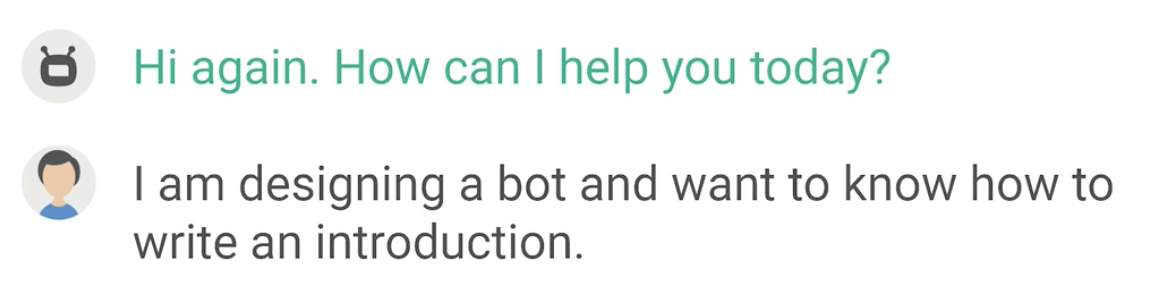 Hi again. How can I help you today?
I am designing a bot and want to know how to
write an introduction.